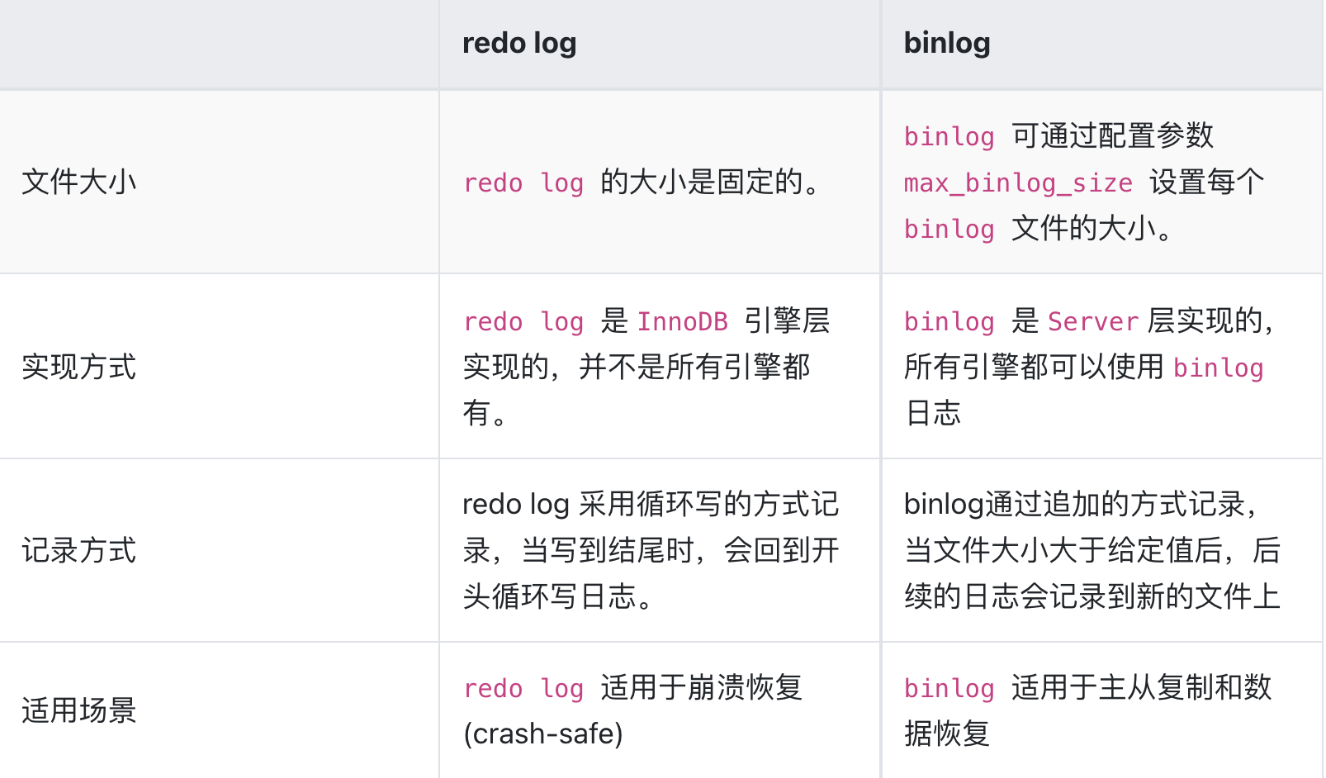 redo log
binlog
文件大小
redo log 的大小是固定的。
binlog 可通过配置参数
max_binlog_size 设置每个
binlog 文件的大小。
实现方式
redo log 是 InnoDB 引擎层
实现的，并不是所有引擎都
有。
binlog 是 Server 层实现的，
所有引擎都可以使用 binlog
日志
记录方式
redo log 采用循环写的方式记
录，当写到结尾时，会回到开
头循环写日志。
binlog通过追加的方式记录，
当文件大小大于给定值后，后
续的日志会记录到新的文件上
适用场景
redo log 适用于崩溃恢复
(crash-safe)
binlog 适用于主从复制和数
据恢复